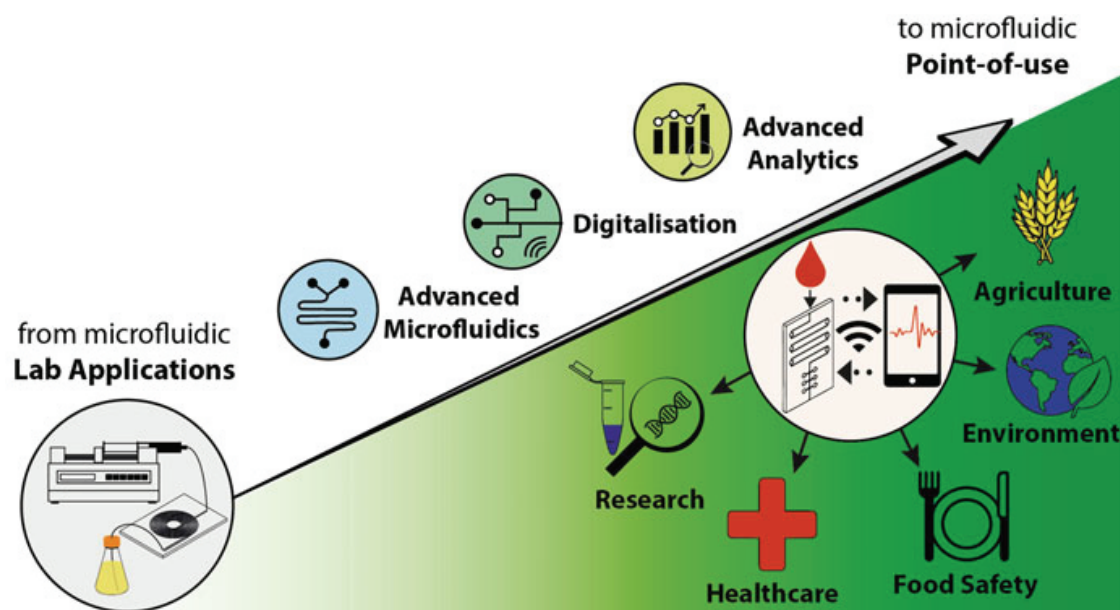 to microfluidic
Point-of-use
Advanced
Analytics
Digitalisation
Advanced
Microfluidics
from microfluidic
Lab Applications
Agriculture
Environment
Research
Healthcare
Food Safety